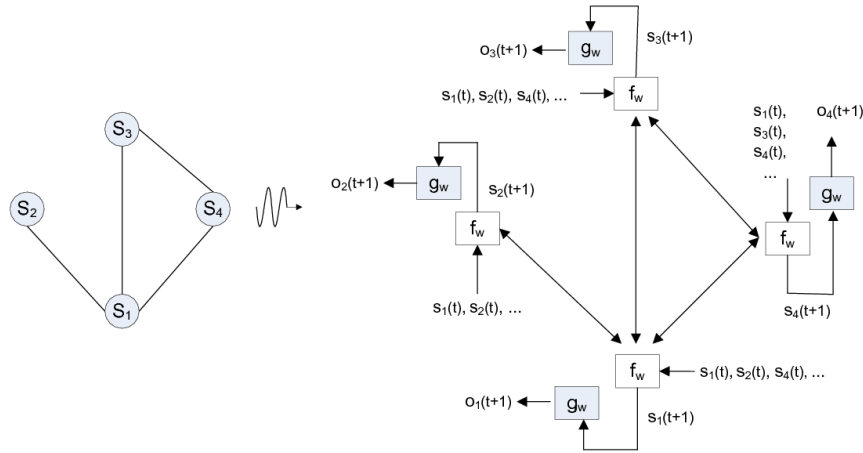 S3
S2
S4
S1
s3(t+1)
o3(t+1)
gw
s1(t), s2(t), s4(t), ...
fw
o2(t+1)
gw
s2(t+1)
fw
s1(t), s2(t), ...
s1(t),
s3(t),
s4(t),
...
o4(t+1)
gw
fw
s4(t+1)
fw
s1(t), s2(t), s4(t), ...
o1(t+1)
gw
s1(t+1)